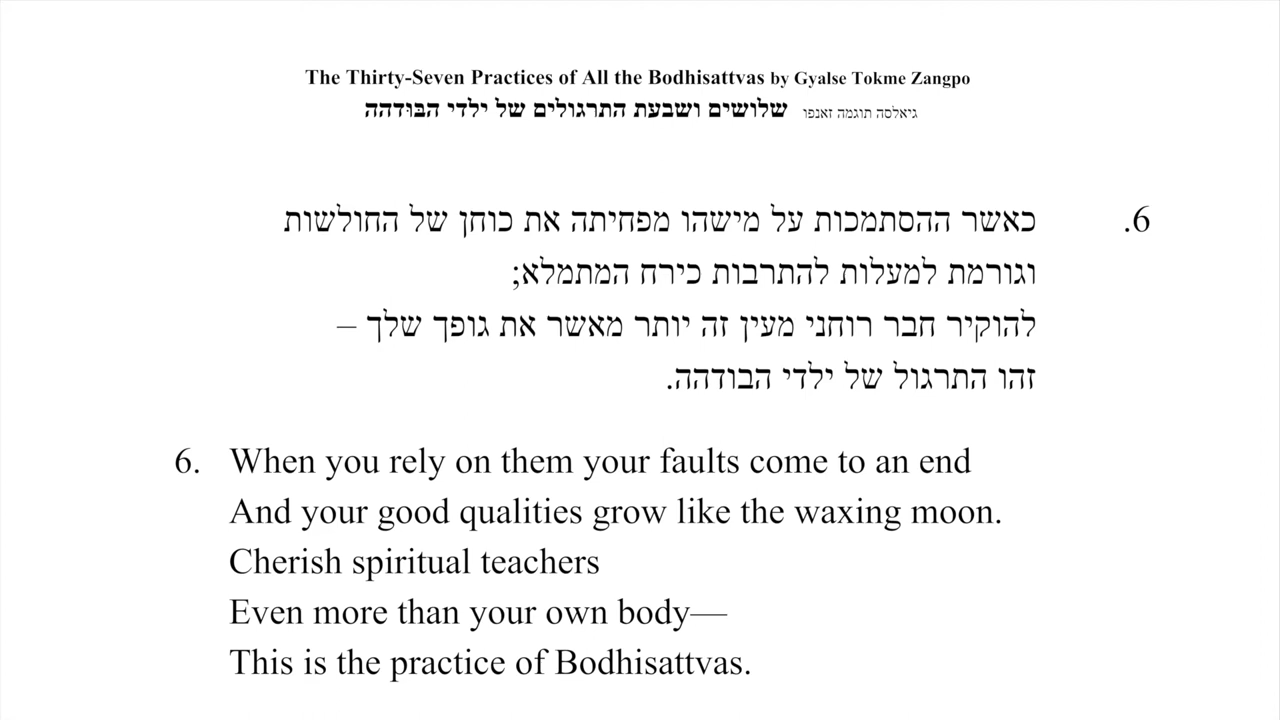 The Thirty-Seven Practices of All the Bodhisattvas by Gyalse Tokme Zangpo
שלושים ושבעת התרגולים של ילדי הבּוּדהה גיאלסה תוגמה זאנפו
6. כאשר ההסתמכות על מישהו מפחיתה את כוחן של החולשות
וגורמת למעלות להתרבות כירח המתמלא;
להוקיר חבר רוחני מעין זה יותר מאשר את גופך שלך –
זהו התרגול של ילדי הבודהה.
6. When you rely on them your faults come to an end
And your good qualities grow like the waxing moon.
Cherish spiritual teachers
Even more than your own body—
This is the practice of Bodhisattvas.